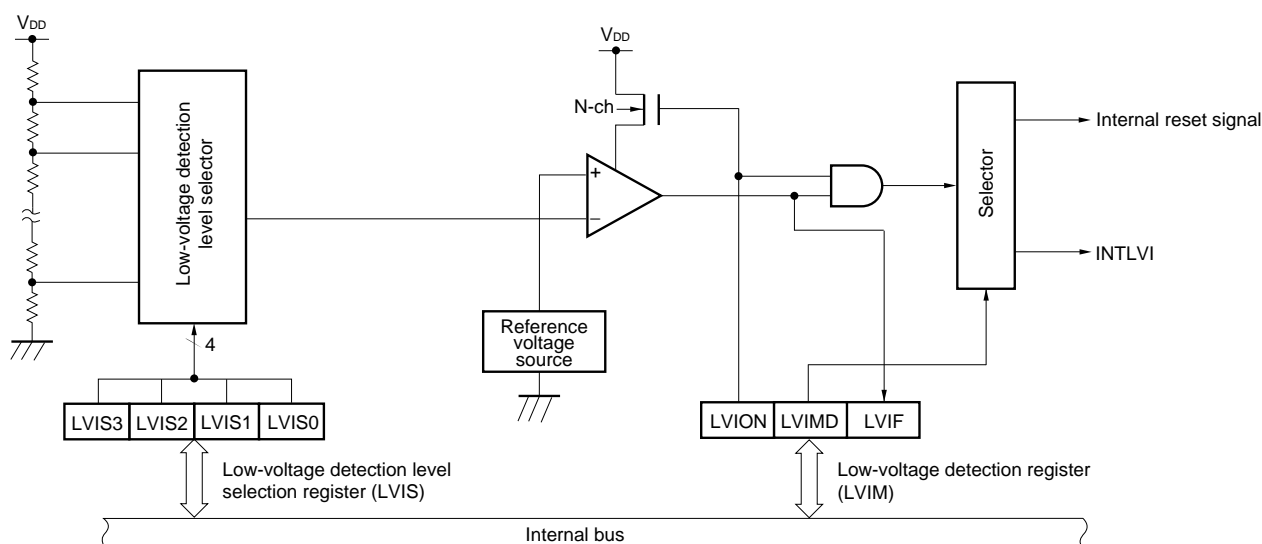 VDD
VDD
N-ch
Low-voltage detection
level selector
+
−
Selector
Internal reset signal
INTLVI
Reference
voltage
source
4
LVIS3 LVIS2 LVIS1 LVIS0
LVION LVIMD LVIF
Low-voltage detection level
selection register (LVIS)
Low-voltage detection register
(LVIM)
Internal bus